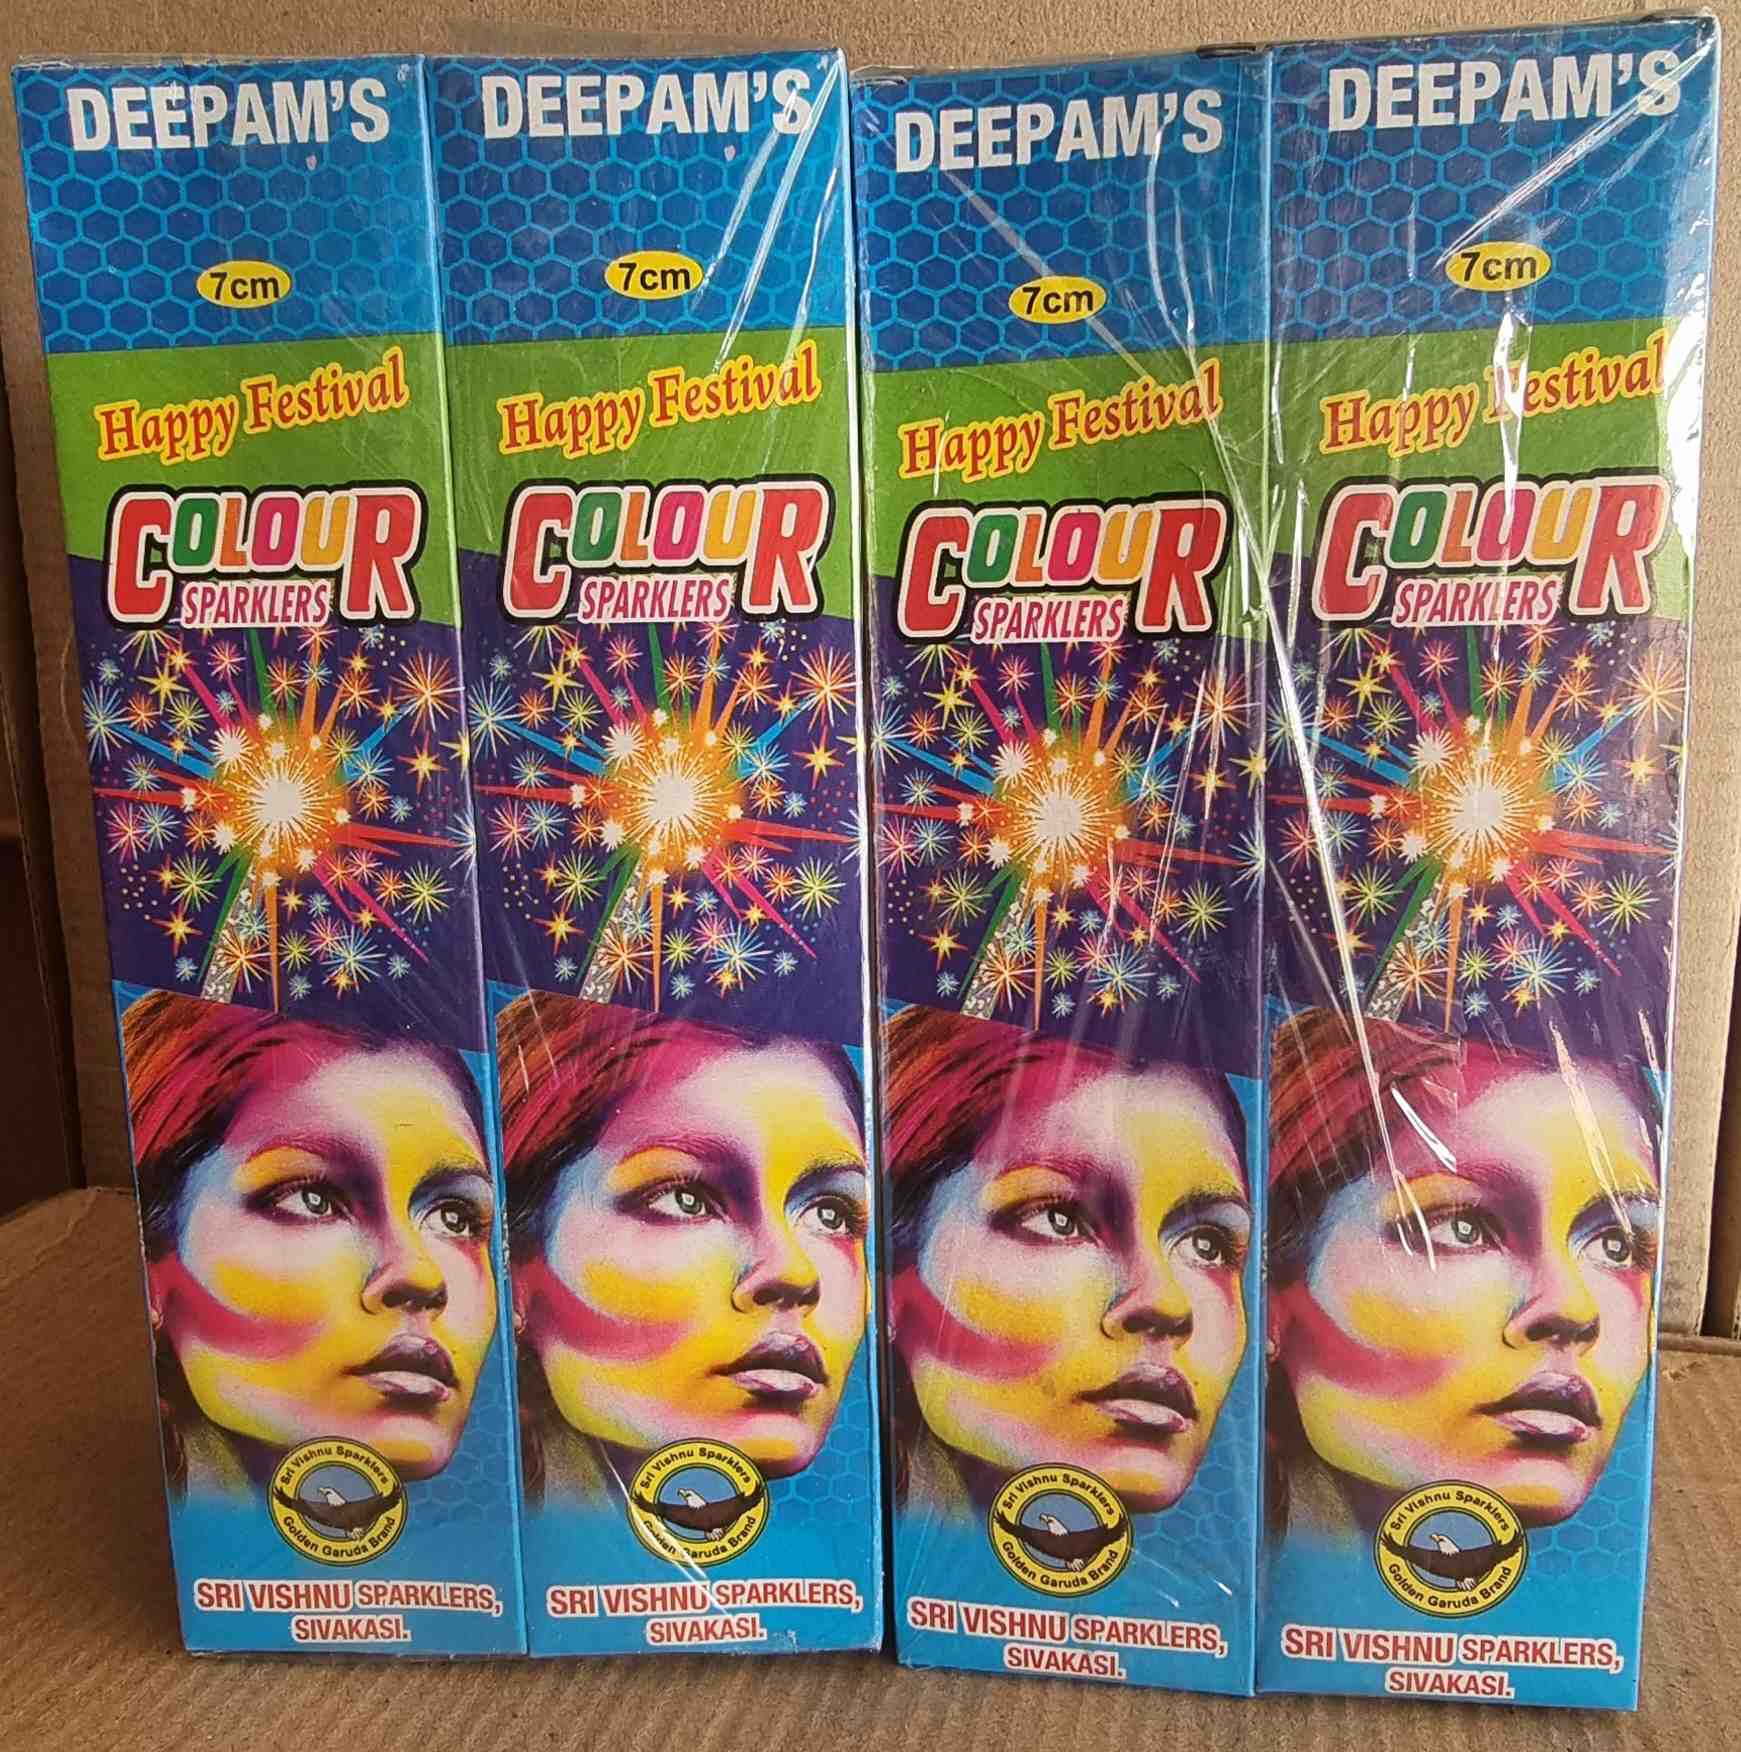 DEEPAM'S
7cm
Happy Festival
COLOUR
SPARKLERS
Sri Vishnu Sparklers
Golden Garuda Brand
SRI VISHNU SPARKLERS,
SIVAKASI.
DEEPAM'S
7cm
Happy Festival
COLOUR
SPARKLERS
Sri Vishnu Sparklers
Golden Garuda Brand
SRI VISHNU SPARKLERS,
SIVAKASI.
DEEPAM'S
7cm
Happy Festival
COLOUR
SPARKLERS
Sri Vishnu Sparklers
Golden Garuda Brand
SRI VISHNU SPARKLERS,
SIVAKASI.
DEEPAM'S
7cm
Happy Festival
COLOUR
SPARKLERS
Sri Vishnu Sparklers
Golden Garuda Brand
SRI VISHNU SPARKLERS,
SIVAKASI.